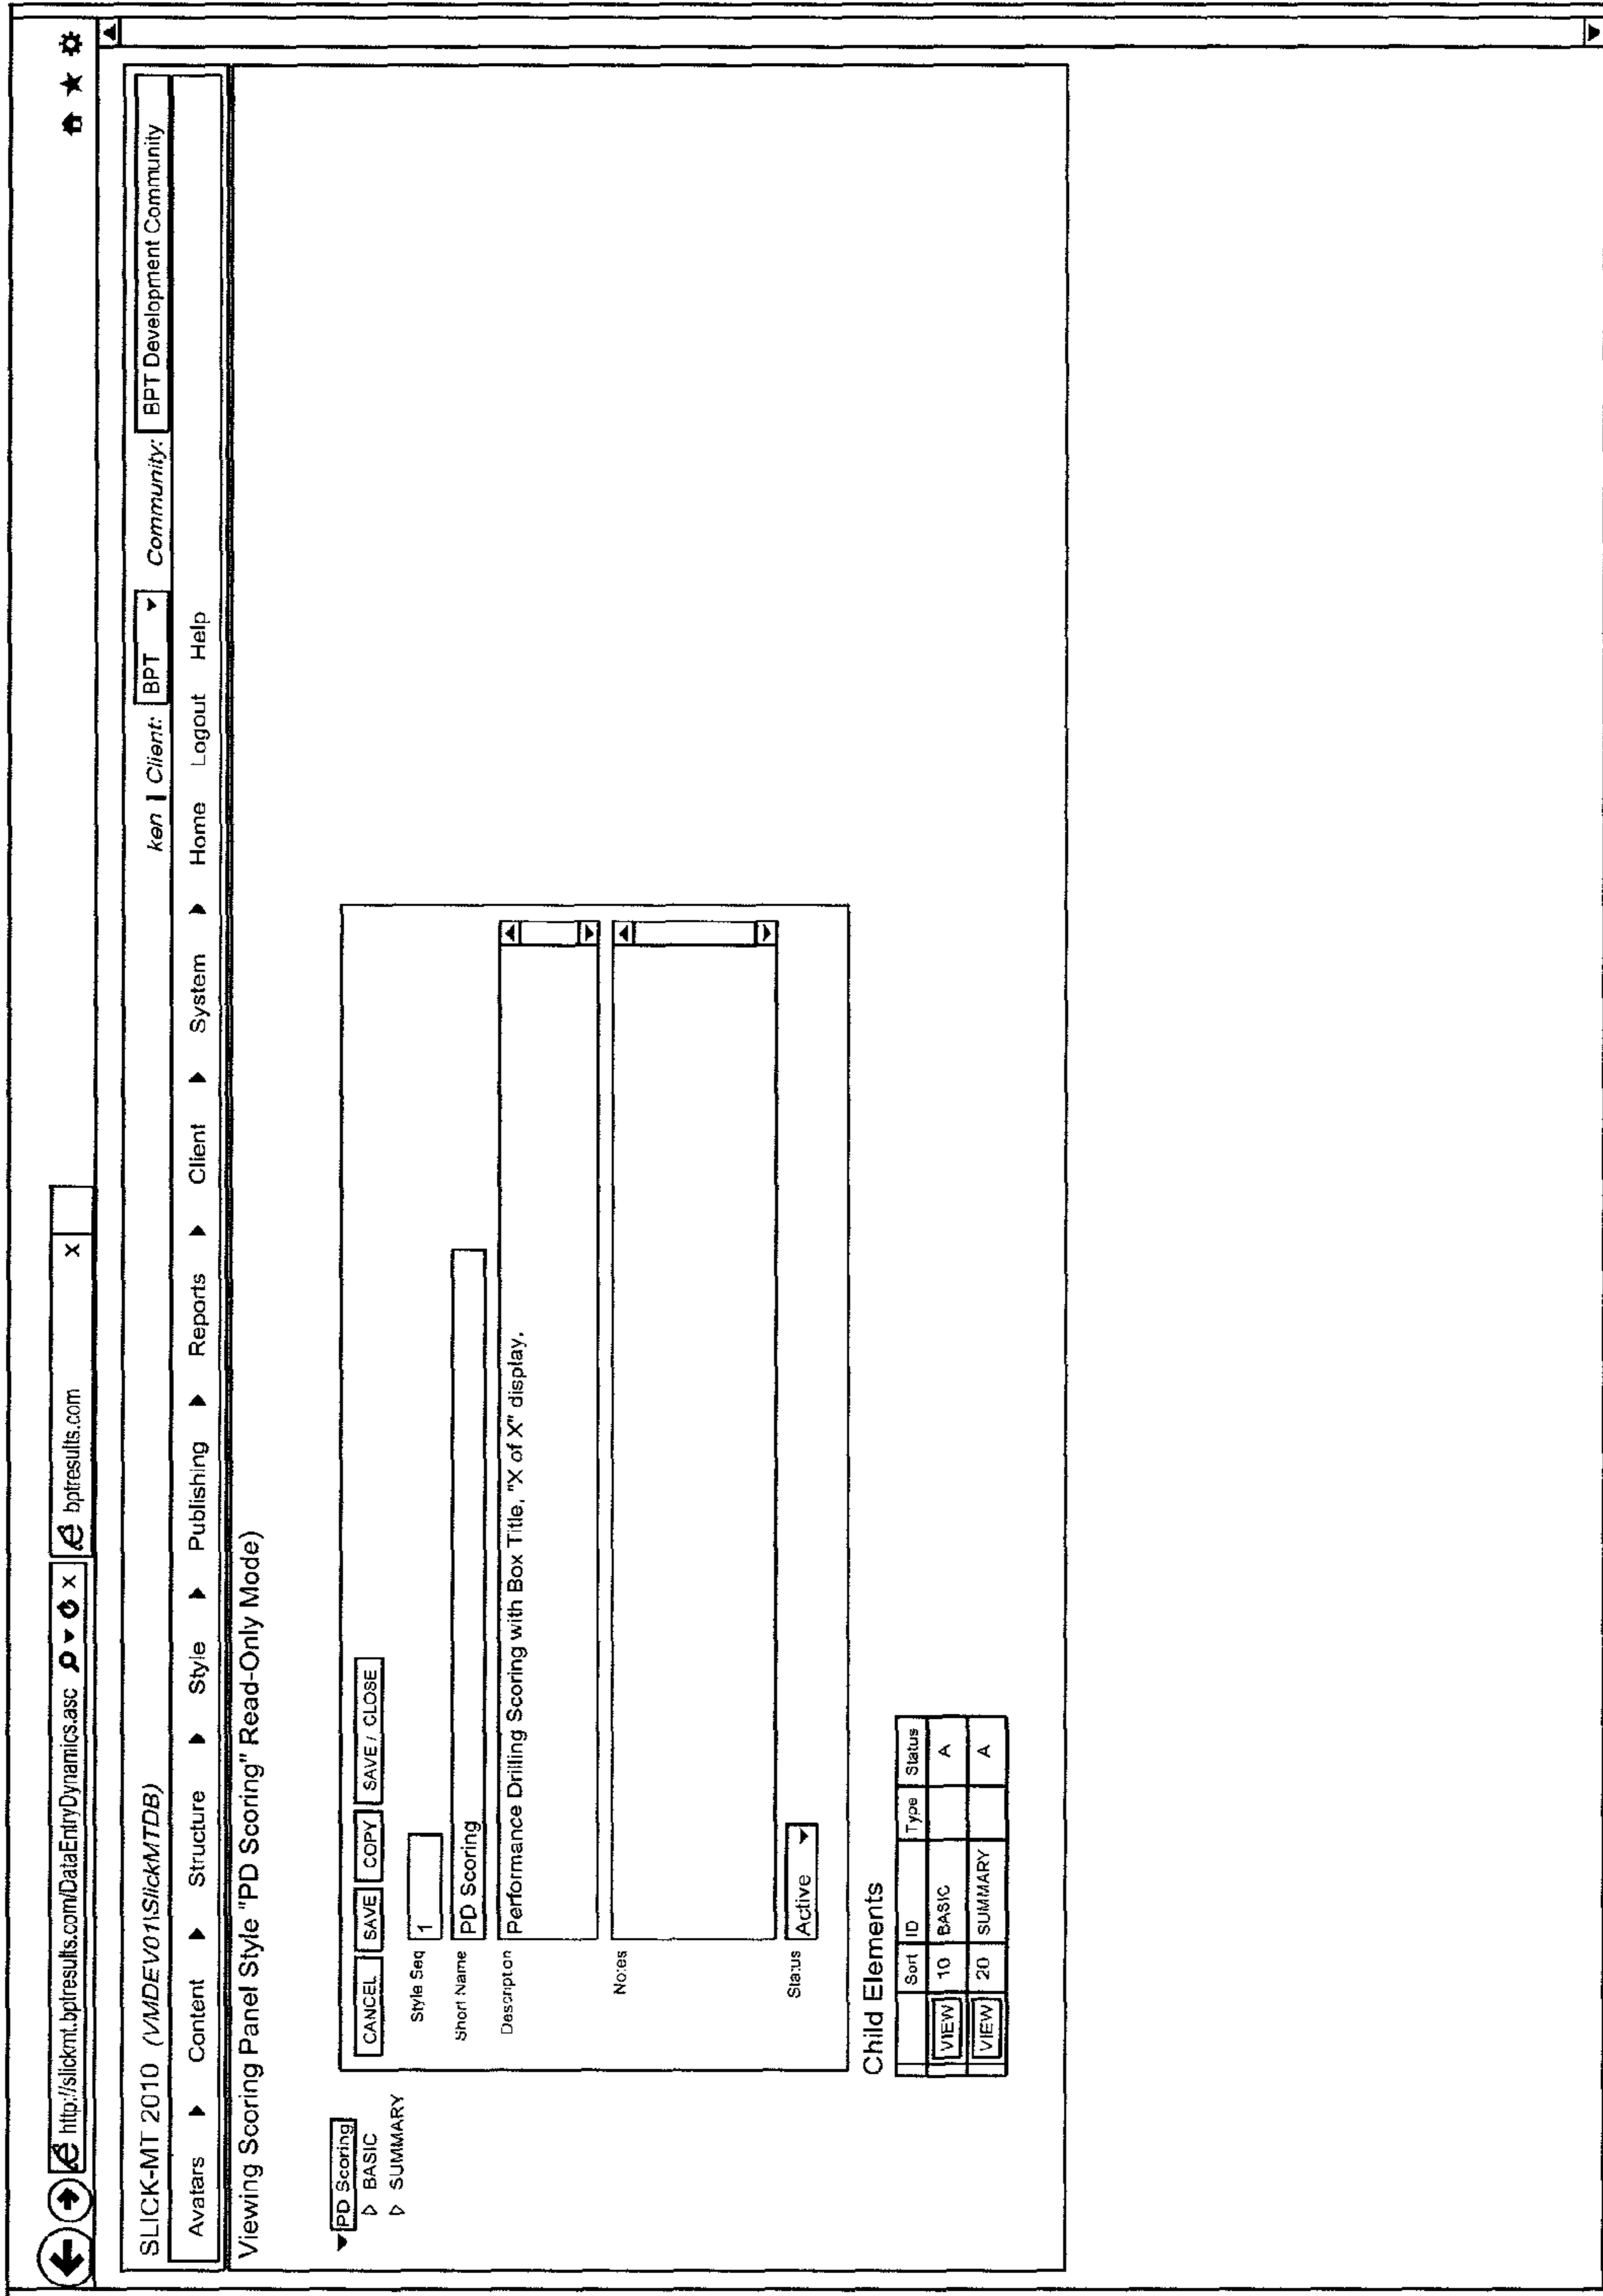 http://slickmt.bptresults.com/DataEntryDynamics.asc x bptresults.com x
SLICK-MT 2010 (VMDEV01\SlickMTDB) ken | Client: BPT Community: BPT Development Community
Avatars Content Structure Style Publishing Reports Client System Home Logout Help
Viewing Scoring Panel Style "PD Scoring" Read-Only Mode)
PD Scoring
BASIC
SUMMARY
CANCEL SAVE COPY SAVE / CLOSE
Style Seq 1
Short Name PD Scoring
Description Performance Drilling Scoring with Box Title, "X of X" display,
Notes
Status Active
Child Elements
Sort ID Type Status
VIEW 10 BASIC A
VIEW 20 SUMMARY A